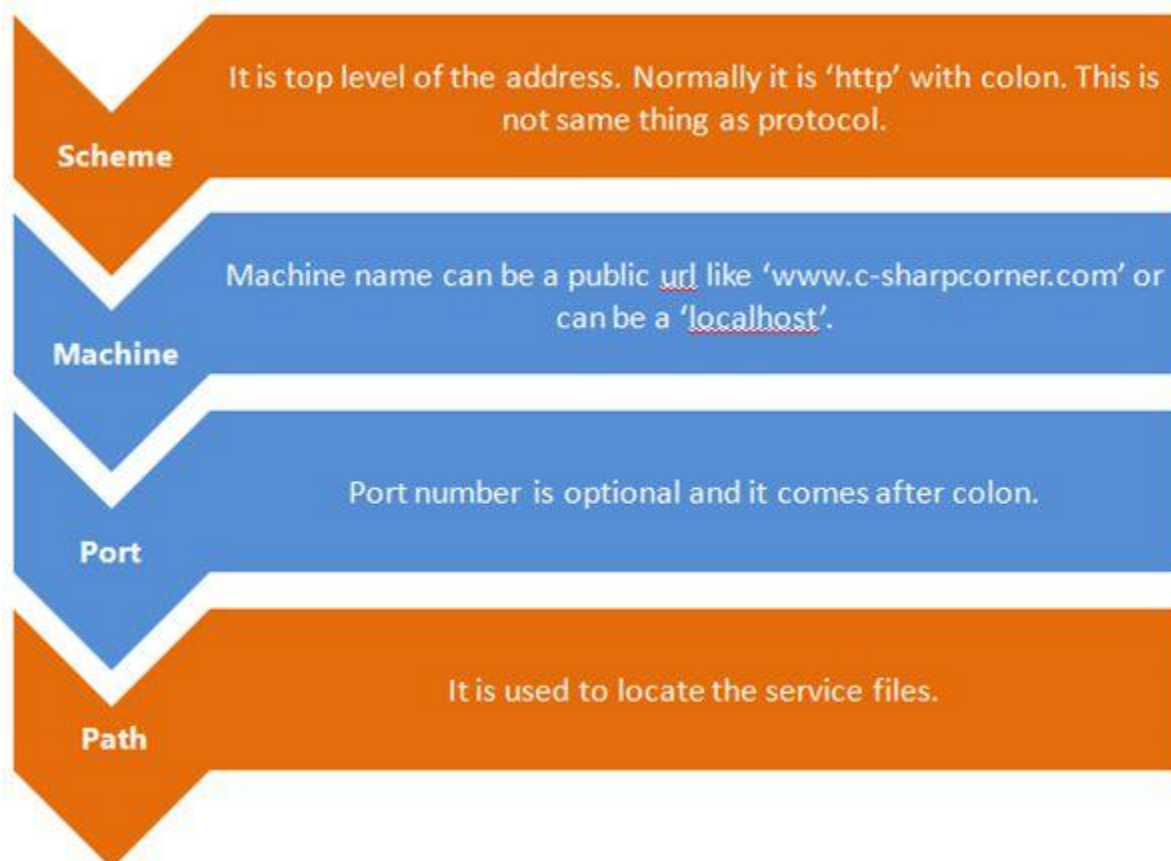 Scheme
It is top level of the address. Normally it is ‘http’ with colon. This is
not same thing as protocol.
Machine
Machine name can be a public url like ‘www.c-sharpcorner.com’ or
can be a ‘localhost’.
Port
Port number is optional and it comes after colon.
Path
It is used to locate the service files.